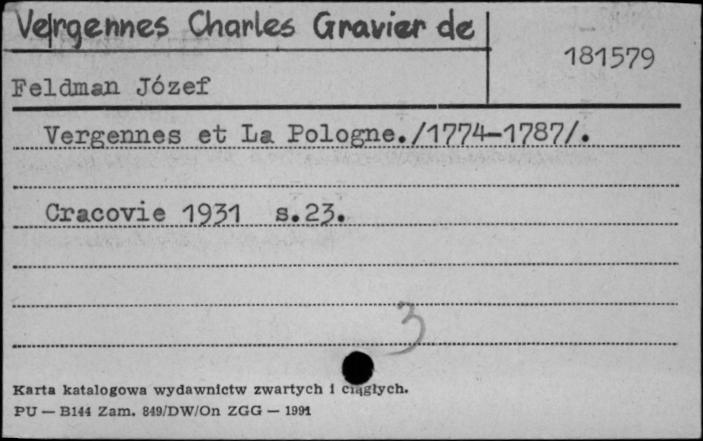 Vergennes Charles Gravier de
181579
Feldman Józef
Vergennes et La Pologne./1774-1787/.
Cracovie 1931 s.23.
3
Karta katalogowa wydawnictw zwartych i ciągłych.
PU — B144 Zam. 849/DW/On ZGG — 1991